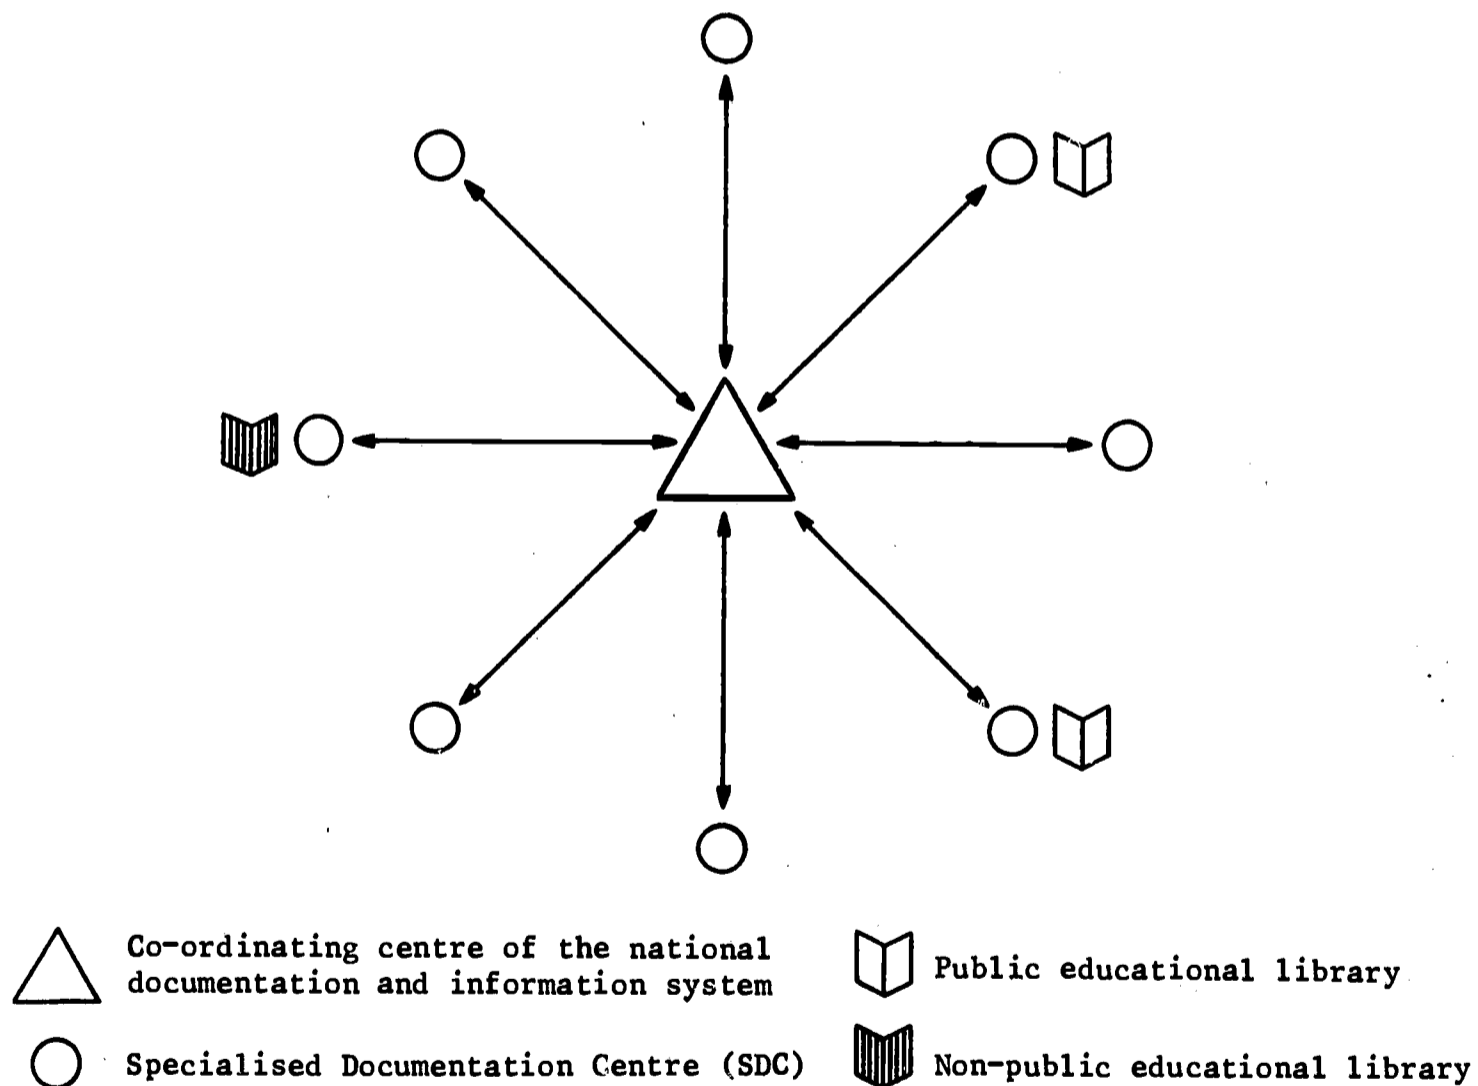 Co-ordinating centre of the national
documentation and information system
Specialised Documentation Centre (SDC)
Public educational library
Non-public educational library